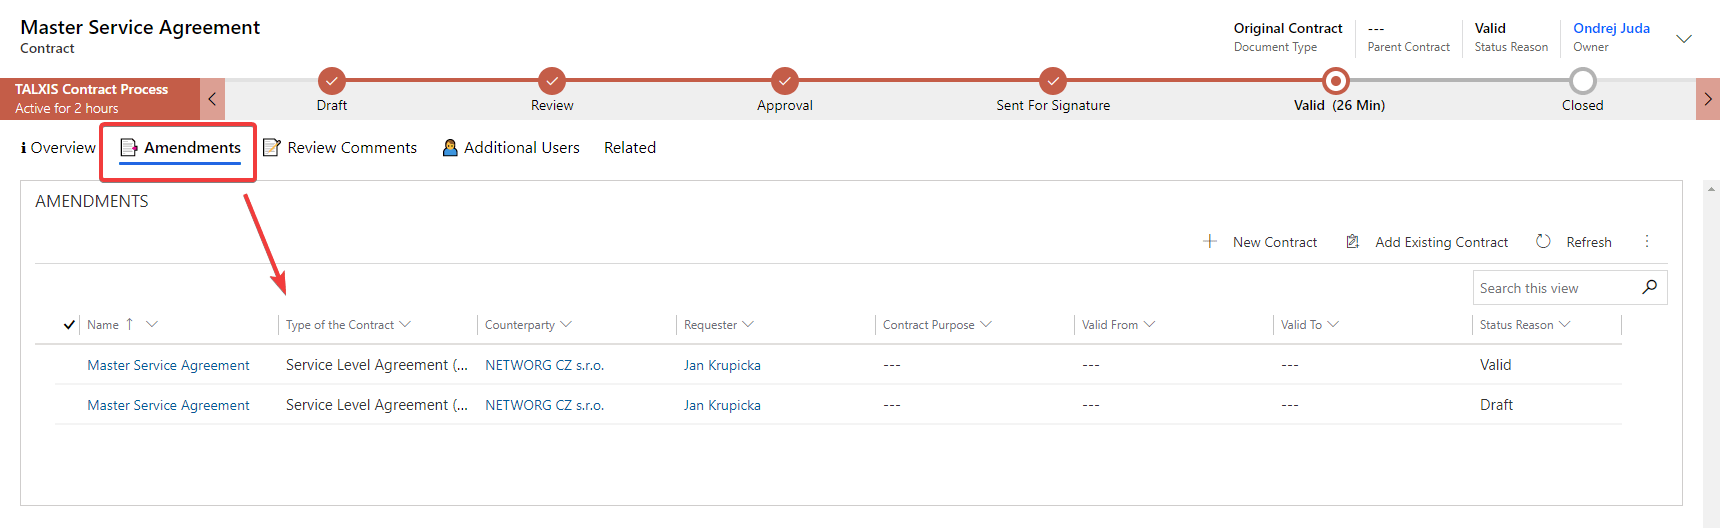 Master Service Agreement
Contract
Original Contract
Document Type
---
Parent Contract
Valid
Status Reason
Ondrej Juda
Owner
TALXIS Contract Process
Active for 2 hours
Draft
Review
Approval
Sent For Signature
Valid (26 Min)
Closed
Overview Amendments Review Comments Additional Users Related
AMENDMENTS
New Contract Add Existing Contract Refresh
Search this view
Name Type of the Contract Counterparty Requester Contract Purpose Valid From Valid To Status Reason
Master Service Agreement Service Level Agreement (... NETWORG CZ s.r.o. Jan Krupicka --- --- --- Valid
Master Service Agreement Service Level Agreement (... NETWORG CZ s.r.o. Jan Krupicka --- --- --- Draft